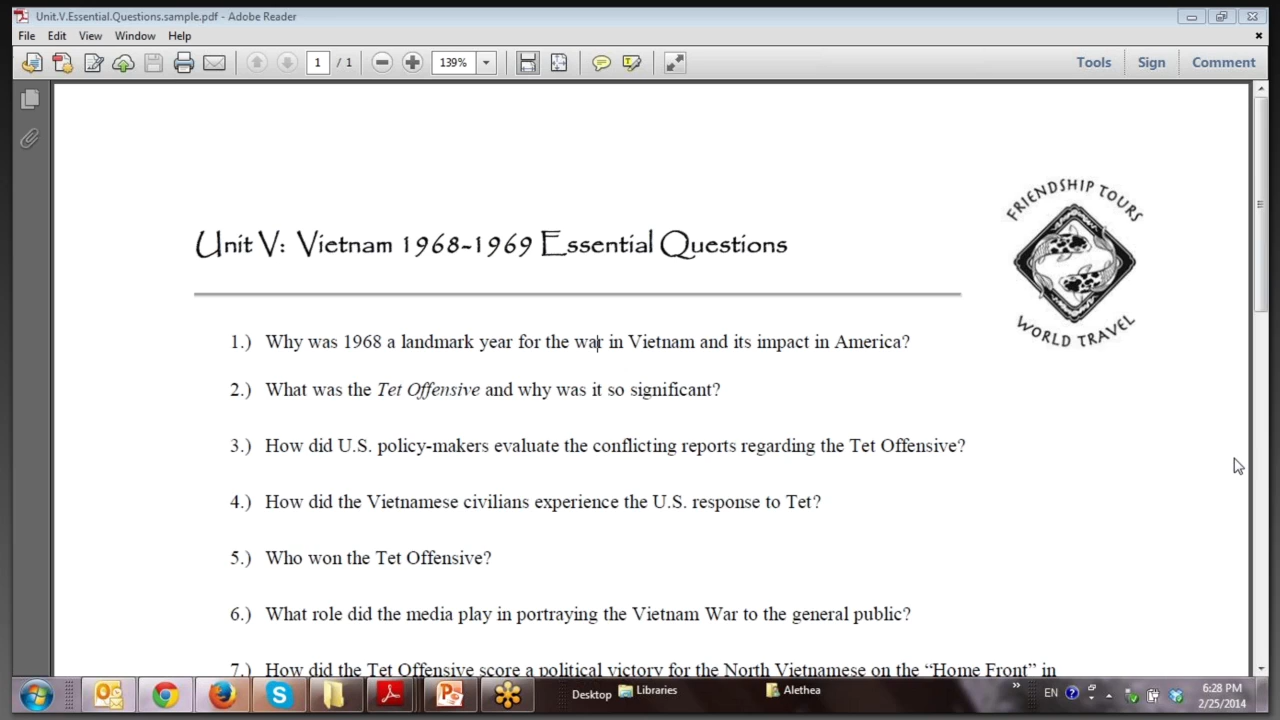 Unit.V.Essential.Questions.sample.pdf - Adobe Reader
File Edit View Window Help
1 / 1 139% Tools Sign Comment
FRIENDSHIP TOURS
WORLD TRAVEL
Unit V: Vietnam 1968-1969 Essential Questions
1.) Why was 1968 a landmark year for the war in Vietnam and its impact in America?
2.) What was the Tet Offensive and why was it so significant?
3.) How did U.S. policy-makers evaluate the conflicting reports regarding the Tet Offensive?
4.) How did the Vietnamese civilians experience the U.S. response to Tet?
5.) Who won the Tet Offensive?
6.) What role did the media play in portraying the Vietnam War to the general public?
7.) How did the Tet Offensive score a political victory for the North Vietnamese on the “Home Front” in
Desktop Libraries Alethea EN 6:28 PM
2/25/2014